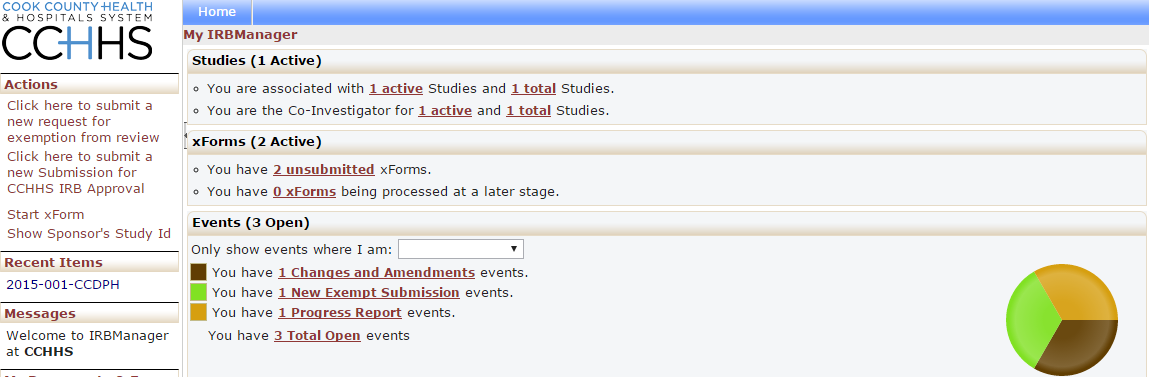 COOK COUNTY HEALTH
& HOSPITALS SYSTEM
CCHHS
Actions
Click here to submit a
new request for
exemption from review
Click here to submit a
new Submission for
CCHHS IRB Approval
Start xForm
Show Sponsor's Study Id
Recent Items
2015-001-CCDPH
Messages
Welcome to IRBManager
at CCHHS
Home
My IRBManager
Studies (1 Active)
You are associated with 1 active Studies and 1 total Studies.
You are the Co-Investigator for 1 active and 1 total Studies.
xForms (2 Active)
You have 2 unsubmitted xForms.
You have 0 xForms being processed at a later stage.
Events (3 Open)
Only show events where I am:
You have 1 Changes and Amendments events.
You have 1 New Exempt Submission events.
You have 1 Progress Report events.
You have 3 Total Open events